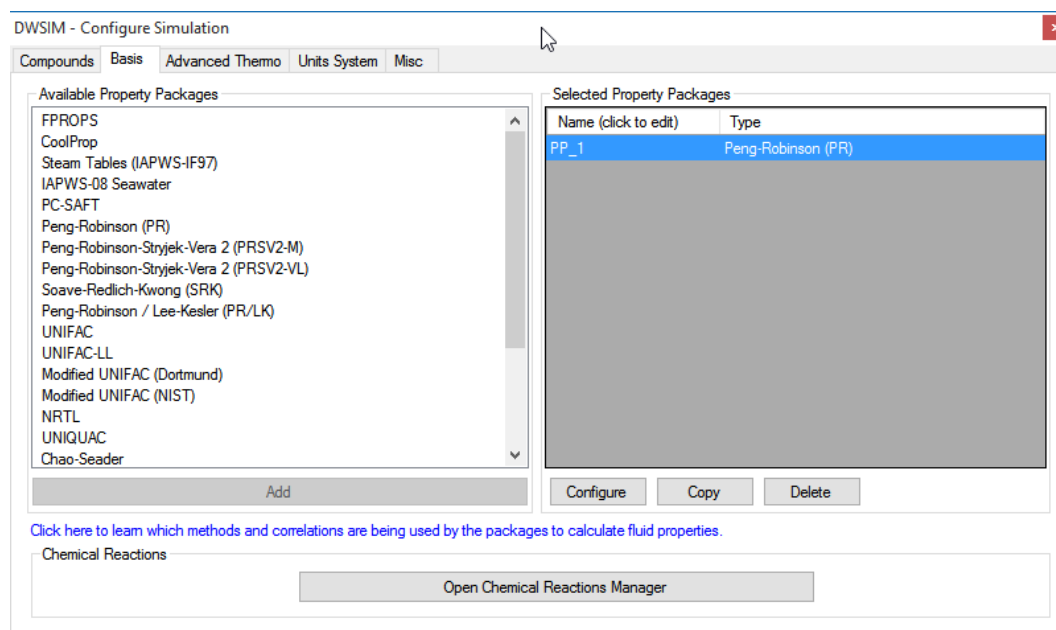 DWSIM - Configure Simulation
Compounds Basis Advanced Thermo Units System Misc
Available Property Packages
FPROPS
CoolProp
Steam Tables (IAPWS-IF97)
IAPWS-08 Seawater
PC-SAFT
Peng-Robinson (PR)
Peng-Robinson-Stryjek-Vera 2 (PRSV2-M)
Peng-Robinson-Stryjek-Vera 2 (PRSV2-VL)
Soave-Redlich-Kwong (SRK)
Peng-Robinson / Lee-Kesler (PR/LK)
UNIFAC
UNIFAC-LL
Modified UNIFAC (Dortmund)
Modified UNIFAC (NIST)
NRTL
UNIQUAC
Chao-Seader
Add
Selected Property Packages
Name (click to edit) Type
PP_1 Peng-Robinson (PR)
Configure Copy Delete
Click here to learn which methods and correlations are being used by the packages to calculate fluid properties.
Chemical Reactions
Open Chemical Reactions Manager